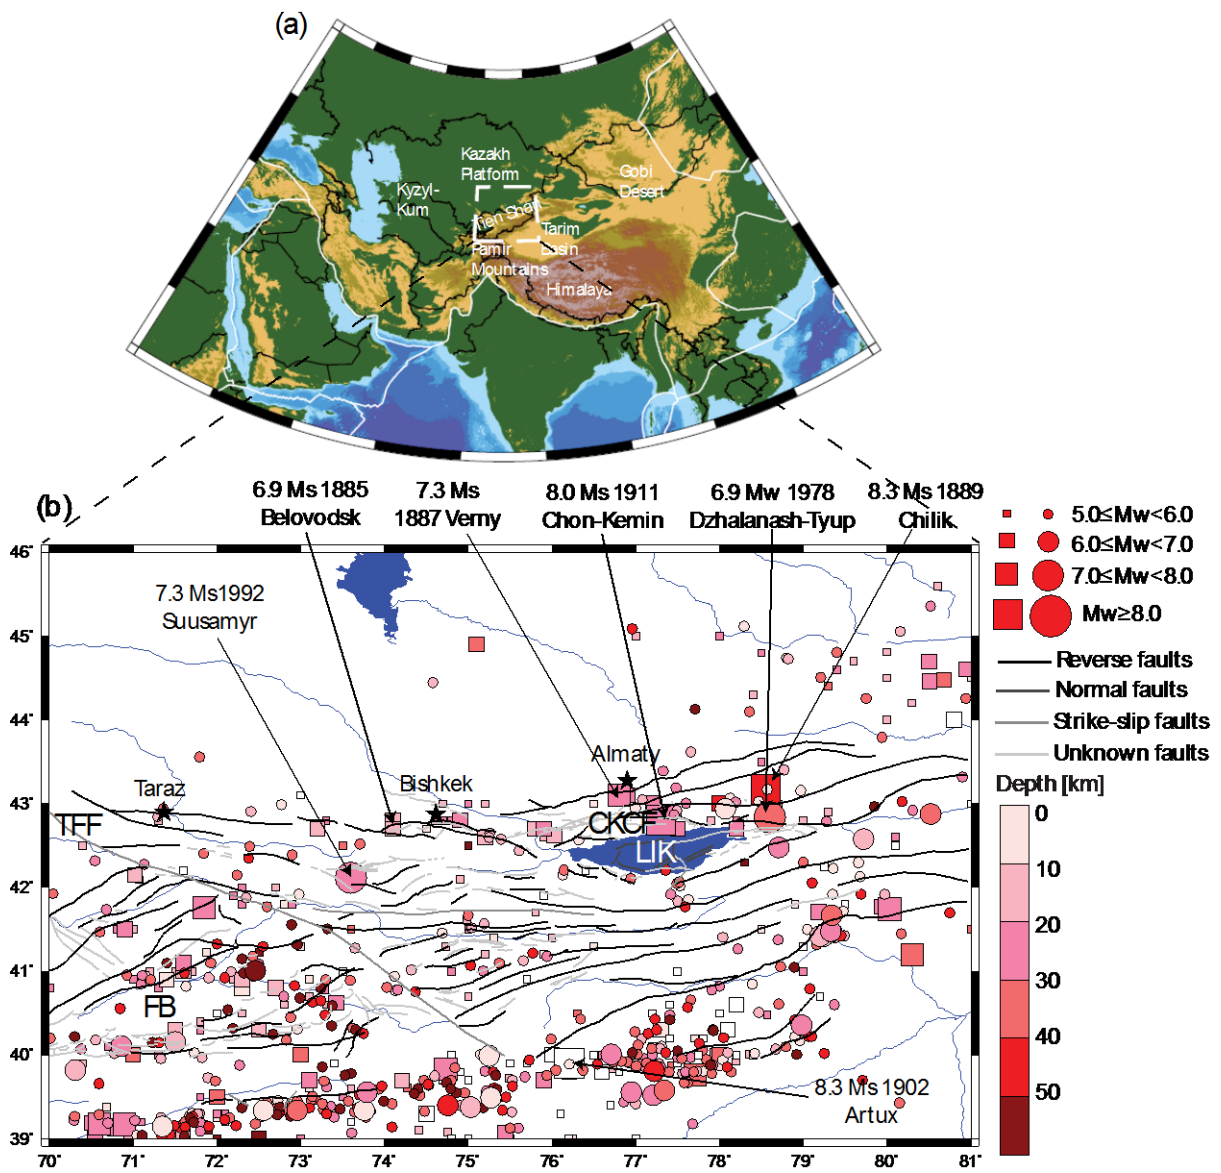 (a)
Kazakh
Platform
Gobi
Desert
Kyzyl-
Kum
Tien Shan
Tarim
Basin
Pamir
Mountains
Himalaya
(b)
6.9 Ms 1885
Belovodsk
7.3 Ms
1887 Verny
8.0 Ms 1911
Chon-Kemin
6.9 Mw 1978
Dzhalanash-Tyup
8.3 Ms 1889
Chilik
7.3 Ms1992
Suusamyr
Almaty
Taraz
Bishkek
TFF
CKCF
LIK
FB
8.3 Ms 1902
Artux
46°
45°
44°
43°
42°
41°
40°
39°
70°
71°
72°
73°
74°
75°
76°
77°
78°
79°
80°
81°
5.0≤Mw<6.0
6.0≤Mw<7.0
7.0≤Mw<8.0
Mw≥8.0
Reverse faults
Normal faults
Strike-slip faults
Unknown faults
Depth [km]
0
10
20
30
40
50